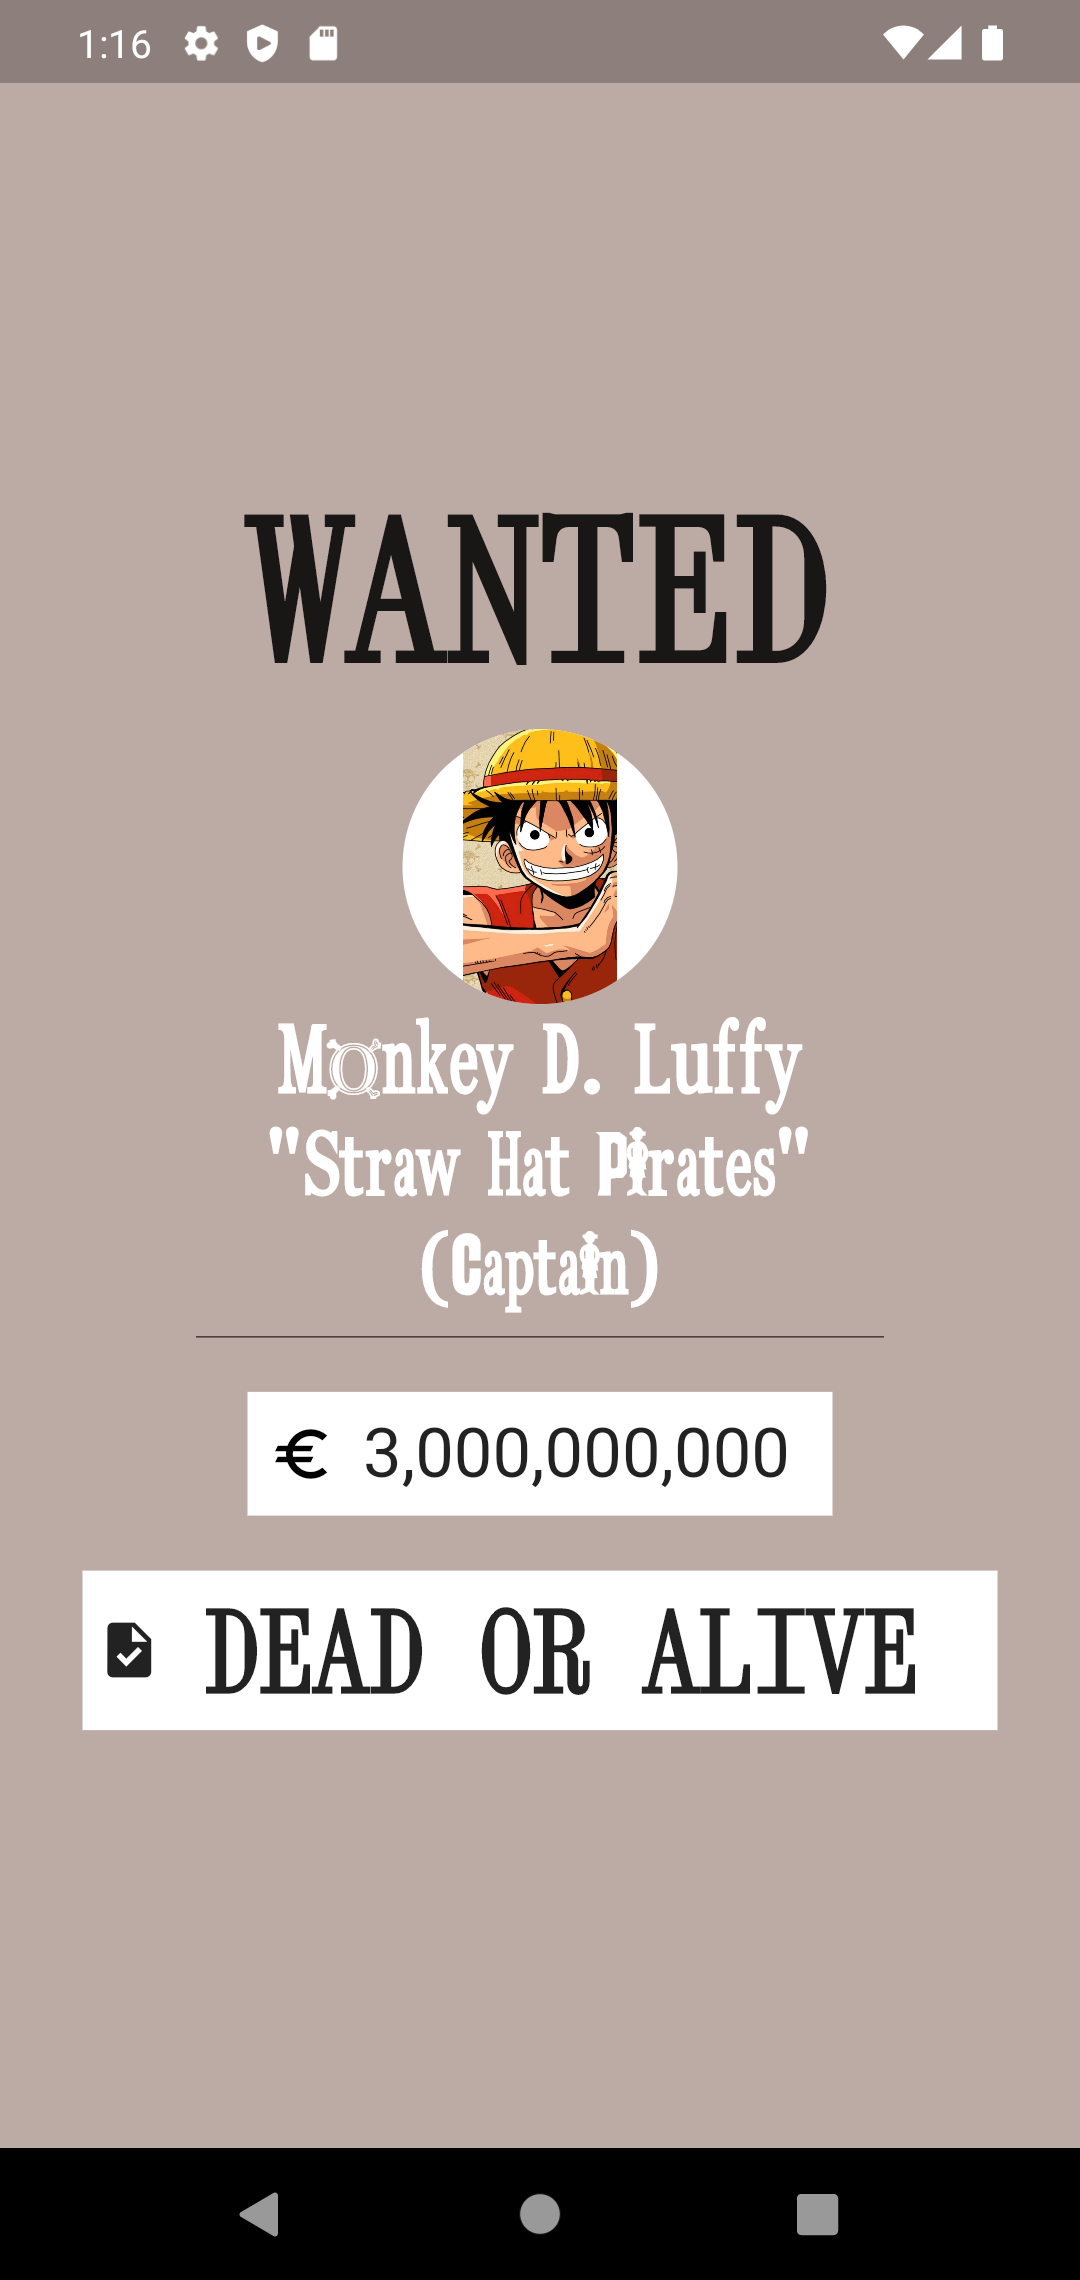 1:16
WANTED
Monkey D. Luffy
"Straw Hat Pirates"
(Captain)
€ 3,000,000,000
DEAD OR ALIVE